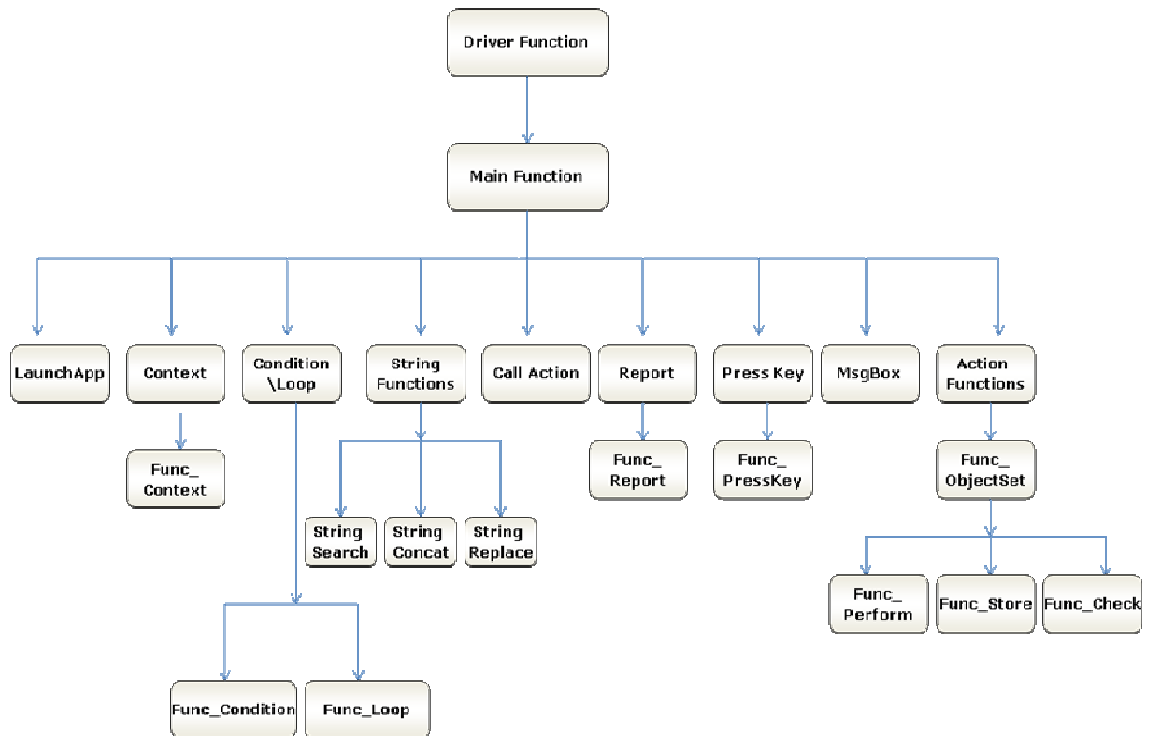 Driver Function
Main Function
LaunchApp
Context
Condition
\Loop
String
Functions
Call Action
Report
Press Key
MsgBox
Action
Functions
Func_
Context
Func_
Report
Func_
PressKey
Func_
ObjectSet
String
Search
String
Concat
String
Replace
Func_
Perform
Func_Store
Func_Check
Func_Condition
Func_Loop